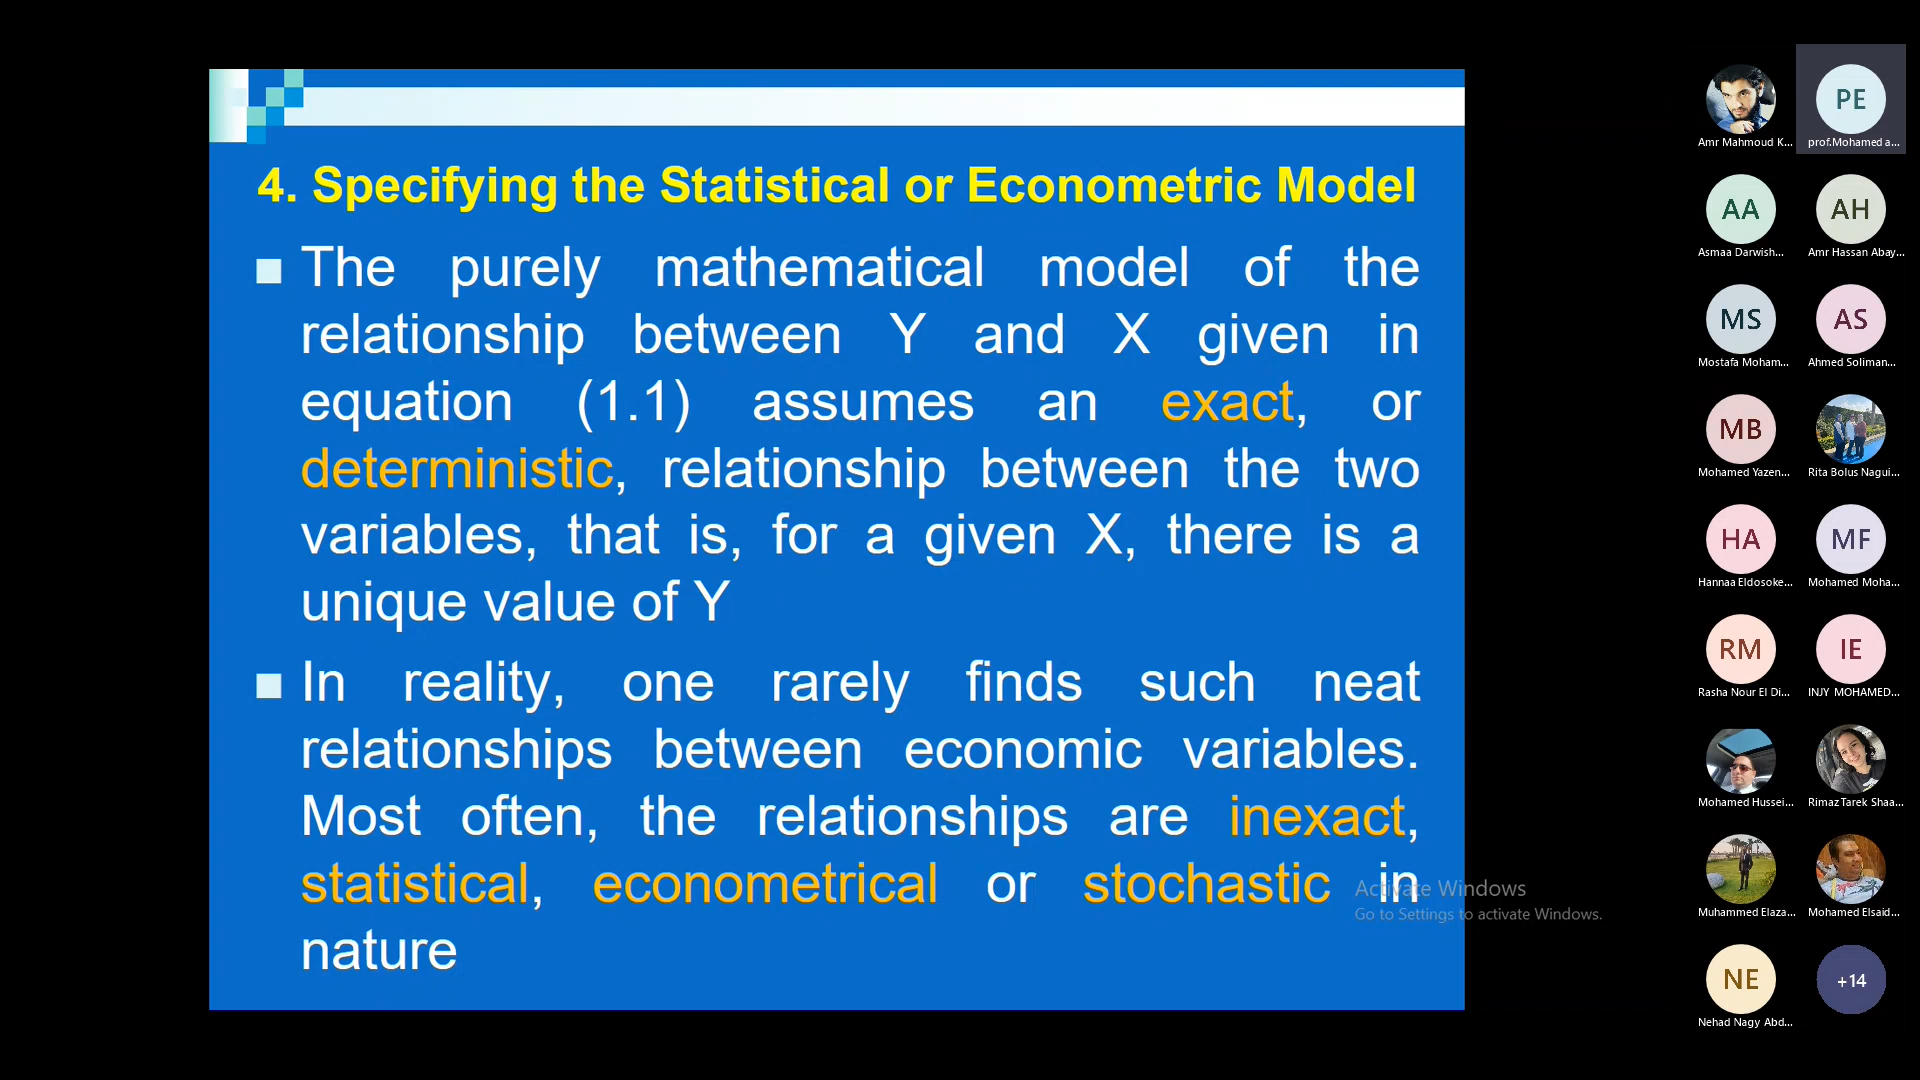 4. Specifying the Statistical or Econometric Model
The purely mathematical model of the
relationship between Y and X given in
equation (1.1) assumes an exact, or
deterministic, relationship between the two
variables, that is, for a given X, there is a
unique value of Y
In reality, one rarely finds such neat
relationships between economic variables.
Most often, the relationships are inexact,
statistical, econometrical or stochastic in
nature
Activate Windows
Go to Settings to activate Windows.
Amr Mahmoud K...
PE
prof.Mohamed a...
AA
Asmaa Darwish...
AH
Amr Hassan Abay...
MS
Mostafa Moham...
AS
Ahmed Soliman...
MB
Mohamed Yazen...
Rita Bolus Nagui...
HA
Hannaa Eldosoke...
MF
Mohamed Moha...
RM
Rasha Nour El Di...
IE
INJY MOHAMED...
Mohamed Hussei...
Rimaz Tarek Shaa...
Muhammed Elaza...
Mohamed Elsaid...
NE
Nehad Nagy Abd...
+14